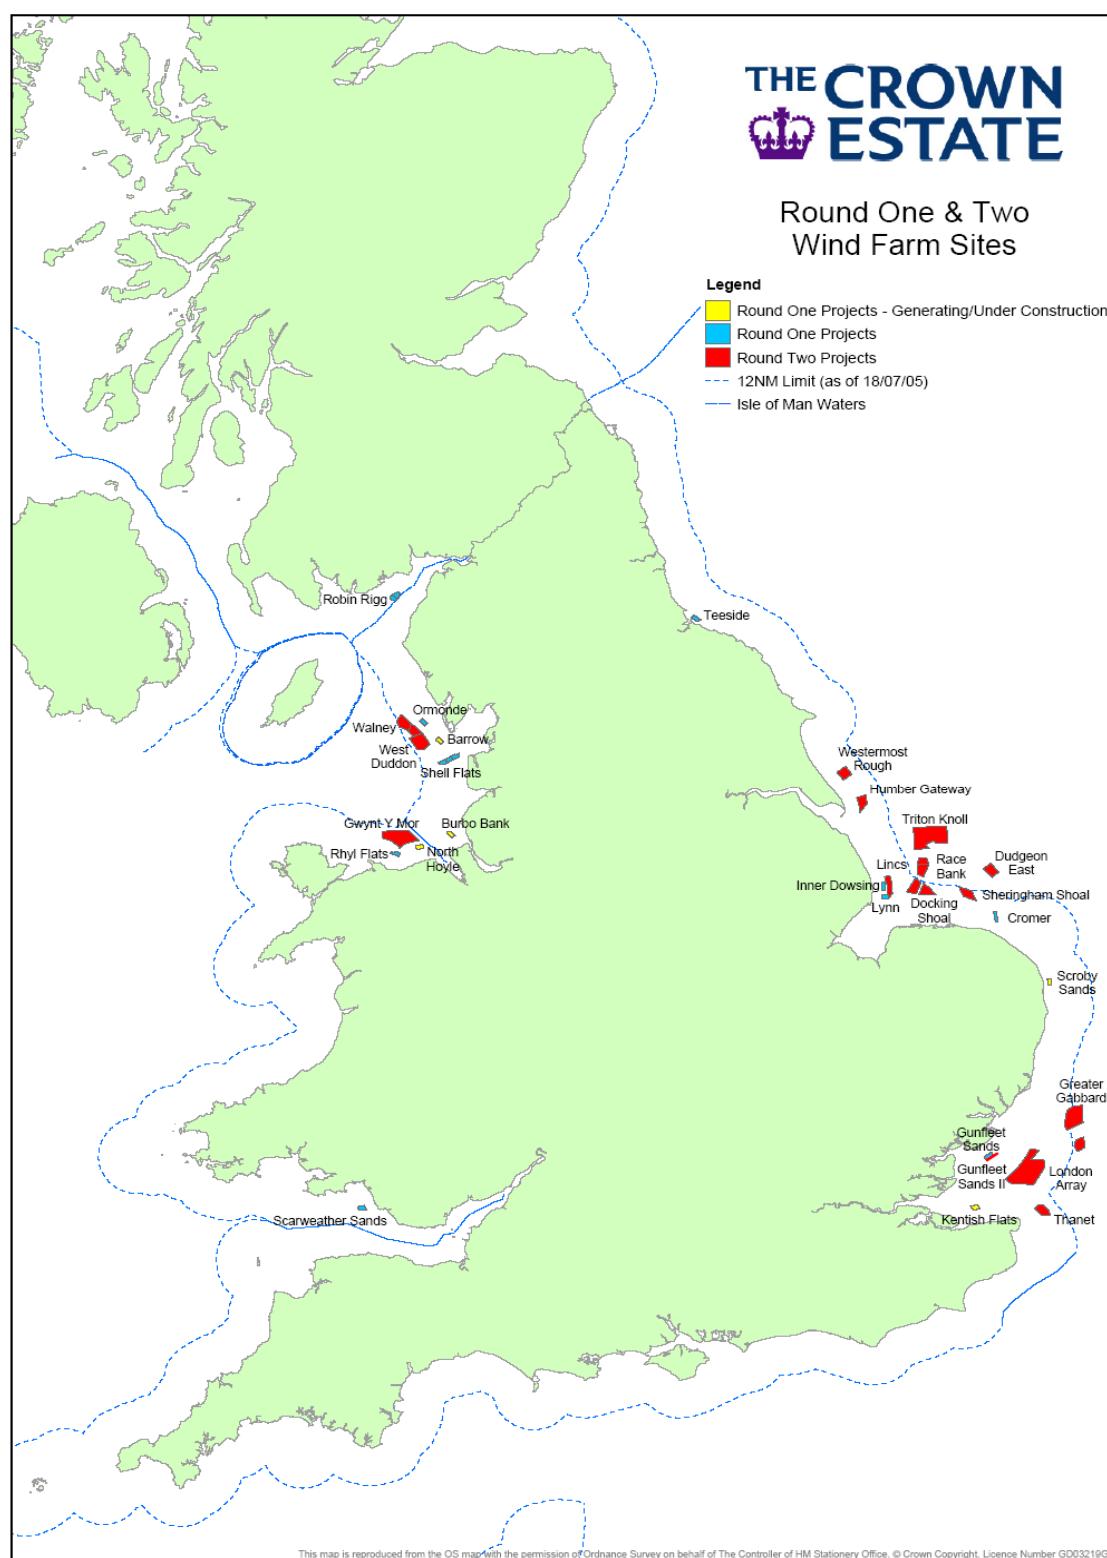 THE CROWN
ESTATE
Round One & Two
Wind Farm Sites
Legend
Round One Projects - Generating/Under Construction
Round One Projects
Round Two Projects
12NM Limit (as of 18/07/05)
Isle of Man Waters
Robin Rigg
Teeside
Ormonde
Walney
Barrow
West
Duddon
Shell Flats
Westermost
Rough
Humber Gateway
Gwynt Y Mor
Burbo Bank
Triton Knoll
Rhyl Flats
North
Hoyle
Lincs
Race
Bank
Dudgeon
East
Inner Dowsing
Sheringham Shoal
Lynn
Docking
Shoal
Cromer
Scroby
Sands
Greater
Gabbard
Gunfleet
Sands
Gunfleet
Sands II
London
Array
Scarweather Sands
Kentish Flats
Thanet
This map is reproduced from the OS map with the permission of Ordnance Survey on behalf of The Controller of HM Stationery Office. © Crown Copyright. Licence Number GD03219G